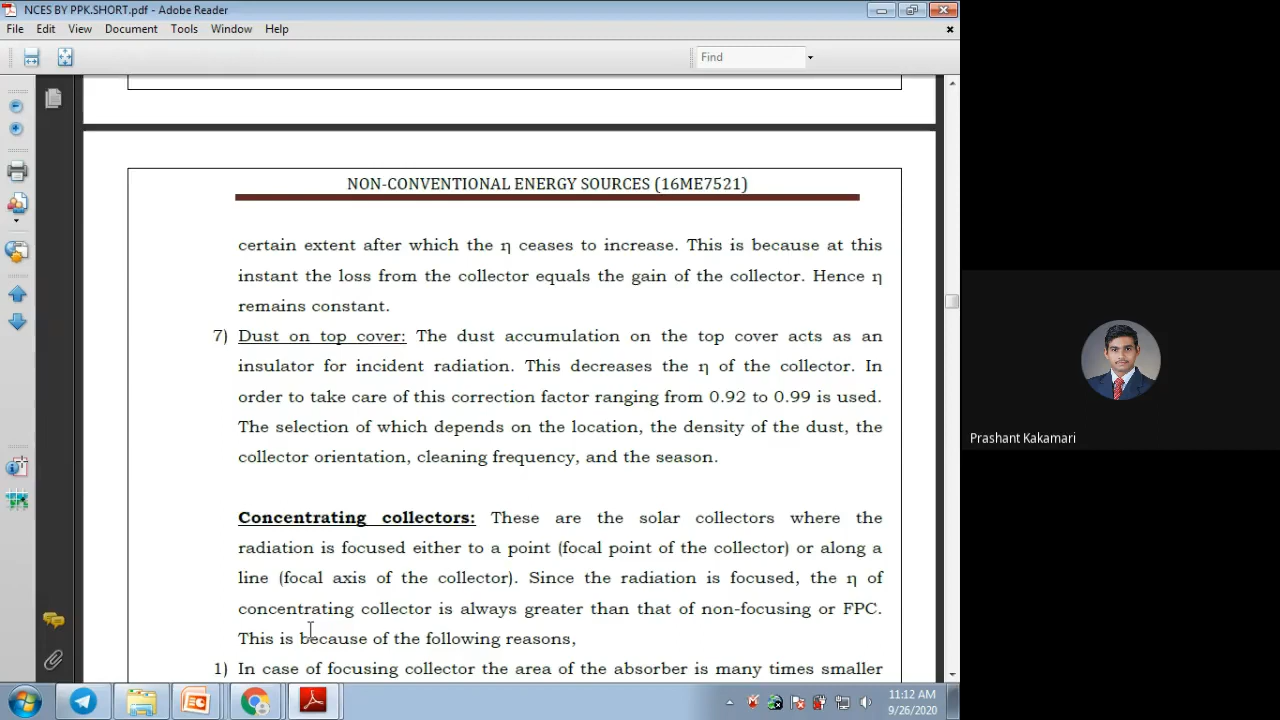 NCES BY PPK.SHORT.pdf - Adobe Reader
File Edit View Document Tools Window Help
Find
NON-CONVENTIONAL ENERGY SOURCES (16ME7521)
certain extent after which the η ceases to increase. This is because at this
instant the loss from the collector equals the gain of the collector. Hence η
remains constant.
7) Dust on top cover: The dust accumulation on the top cover acts as an
insulator for incident radiation. This decreases the η of the collector. In
order to take care of this correction factor ranging from 0.92 to 0.99 is used.
The selection of which depends on the location, the density of the dust, the
collector orientation, cleaning frequency, and the season.
Concentrating collectors: These are the solar collectors where the
radiation is focused either to a point (focal point of the collector) or along a
line (focal axis of the collector). Since the radiation is focused, the η of
concentrating collector is always greater than that of non-focusing or FPC.
This is because of the following reasons,
1) In case of focusing collector the area of the absorber is many times smaller
Prashant Kakamari
11:12 AM
9/26/2020